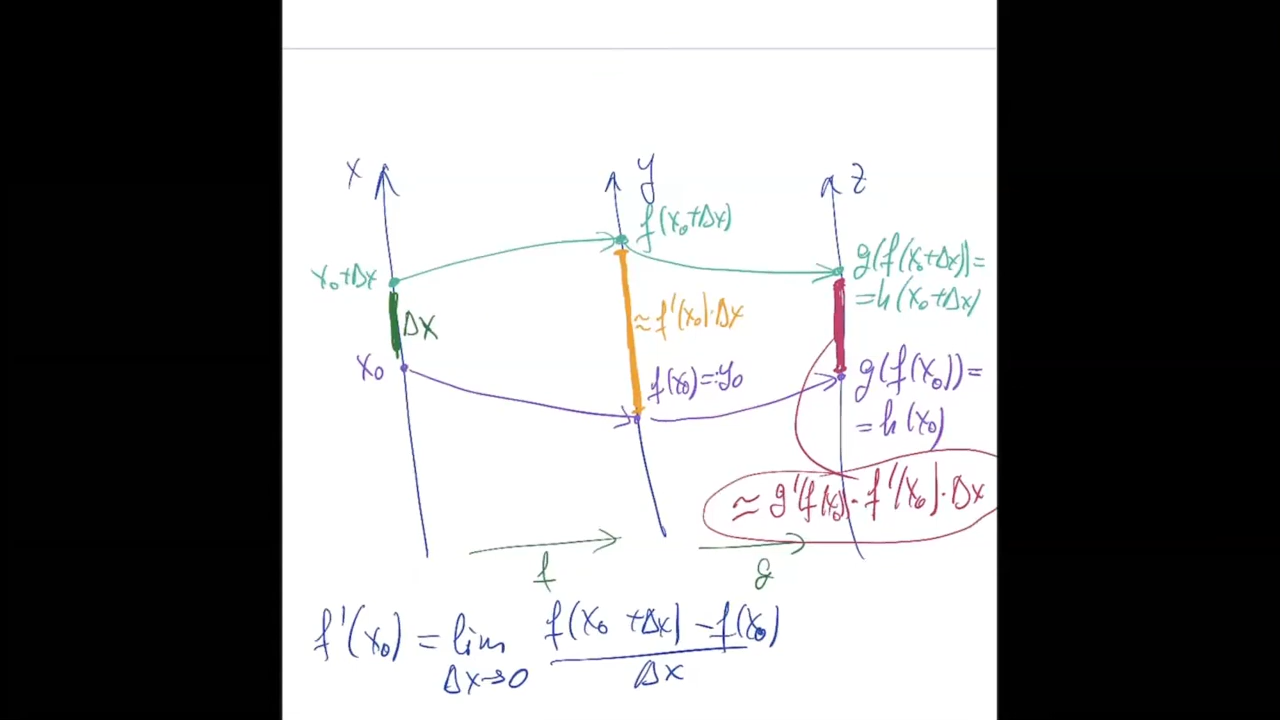 x
y
z
f(x₀+Δx)
g(f(x₀+Δx))=
=h(x₀+Δx)
x₀+Δx
Δx
≈f'(x₀)·Δx
x₀
f(x₀)=:y₀
g(f(x₀))=
=h(x₀)
≈ g'(f(x₀))·f'(x₀)·Δx
f
g
f'(x₀) = lim Δx→0 f(x₀+Δx)-f(x₀)
Δx